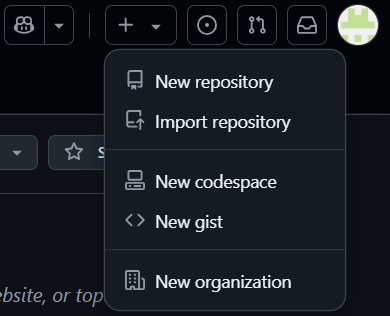 New repository
Import repository
New codespace
New gist
New organization
ebsite, or top